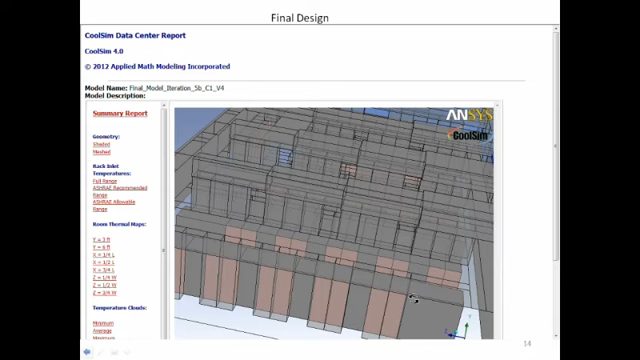 Final Design
CoolSim Data Center Report
CoolSim 4.0
© 2012 Applied Math Modeling Incorporated
Model Name: Final_Model_Iteration_5b_C1_V4
Model Description:
Summary Report
Geometry:
Shaded
Meshed
Rack Inlet
Temperatures:
Full Range
ASHRAE Recommended
Range
ASHRAE Allowable
Range
Room Thermal Maps:
Y = 3 ft
Y = 6 ft
X = 1/4 L
X = 1/2 L
X = 3/4 L
Z = 1/4 W
Z = 1/2 W
Z = 3/4 W
Temperature Clouds:
Minimum
Average
Maximum
ANSYS
CoolSim
Y
Z
14